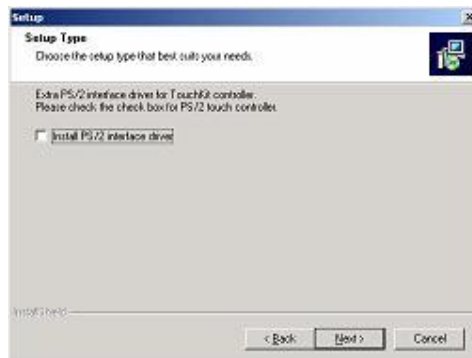 Setup
Setup Type
Choose the setup type that best suits your needs.
Extra PS/2 interface driver for TouchKit controller.
Please check the check box for PS/2 touch controller.
Install PS/2 interface driver
InstallShield
< Back
Next >
Cancel